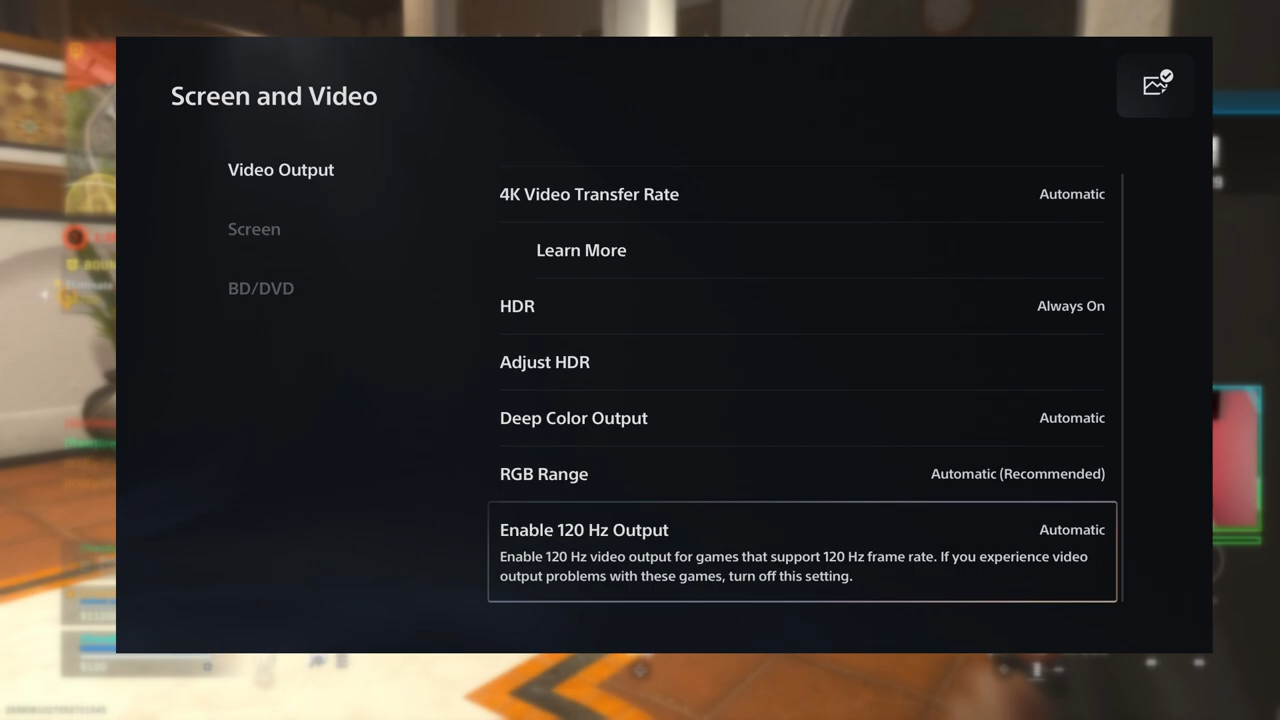 Screen and Video
Video Output
Screen
BD/DVD
4K Video Transfer Rate Automatic
Learn More
HDR Always On
Adjust HDR
Deep Color Output Automatic
RGB Range Automatic (Recommended)
Enable 120 Hz Output Automatic
Enable 120 Hz video output for games that support 120 Hz frame rate. If you experience video
output problems with these games, turn off this setting.